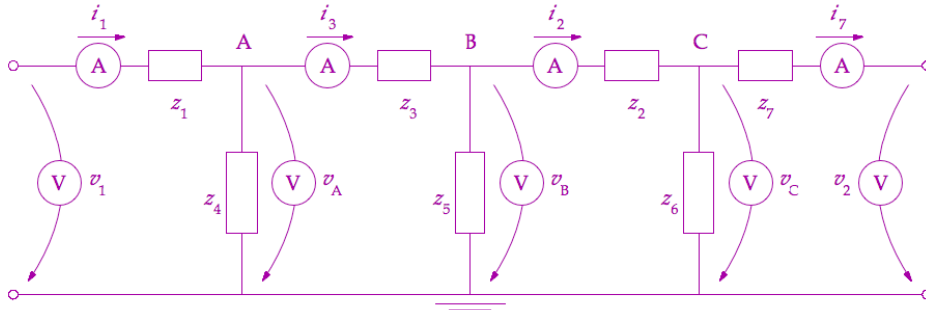 i1 i3 i2 i7
A B C
A A A A
z1 z3 z2 z7
V v1 z4 V vA z5 V vB z6 V vC v2 V